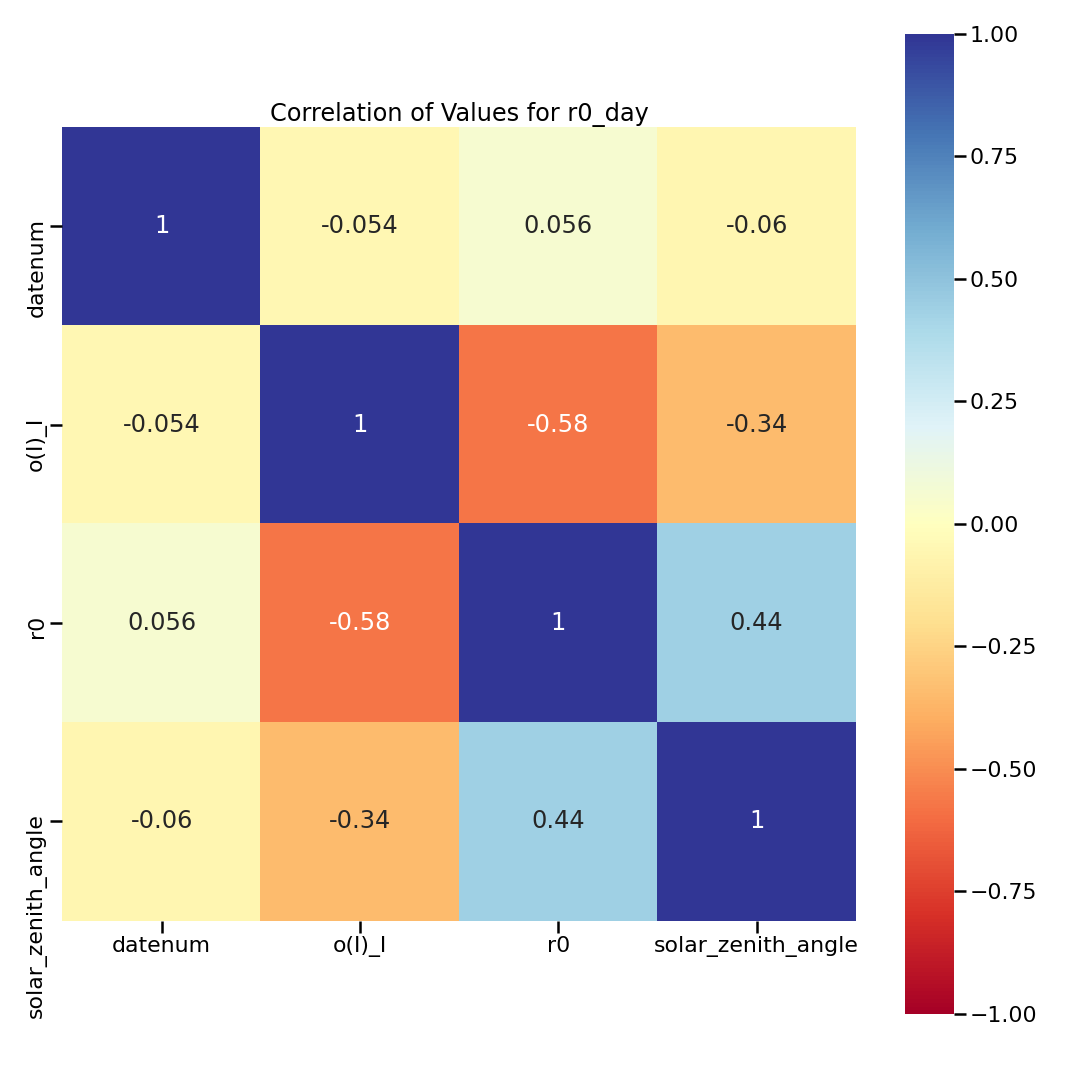 Correlation of Values for r0_day
datenum
1
-0.054
0.056
-0.06
o(l)_l
-0.054
1
-0.58
-0.34
r0
0.056
-0.58
1
0.44
solar_zenith_angle
-0.06
-0.34
0.44
1
datenum
o(l)_l
r0
solar_zenith_angle
1.00
0.75
0.50
0.25
0.00
−0.25
−0.50
−0.75
−1.00